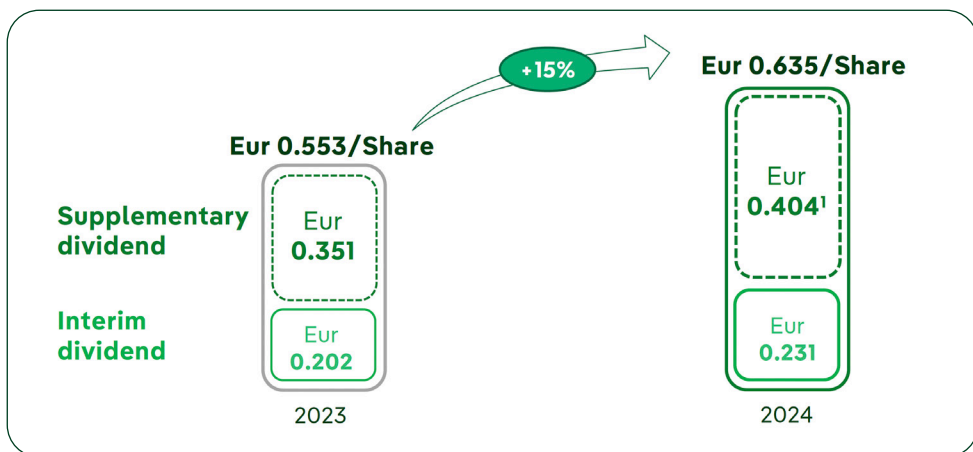 +15%
Eur 0.635/Share
Eur 0.553/Share
Supplementary
dividend
Eur
0.351
Eur
0.404¹
Interim
dividend
Eur
0.202
Eur
0.231
2023
2024